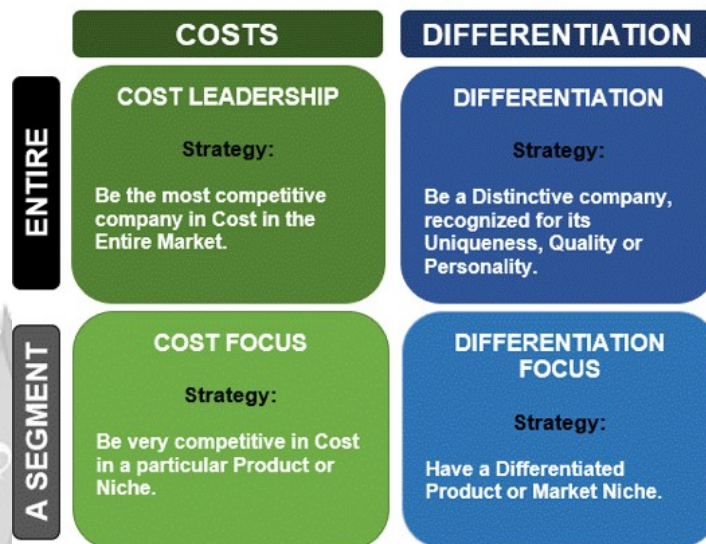 COSTS
DIFFERENTIATION
ENTIRE
COST LEADERSHIP
Strategy:
Be the most competitive
company in Cost in the
Entire Market.
DIFFERENTIATION
Strategy:
Be a Distinctive company,
recognized for its
Uniqueness, Quality or
Personality.
A SEGMENT
COST FOCUS
Strategy:
Be very competitive in Cost
in a particular Product or
Niche.
DIFFERENTIATION
FOCUS
Strategy:
Have a Differentiated
Product or Market Niche.